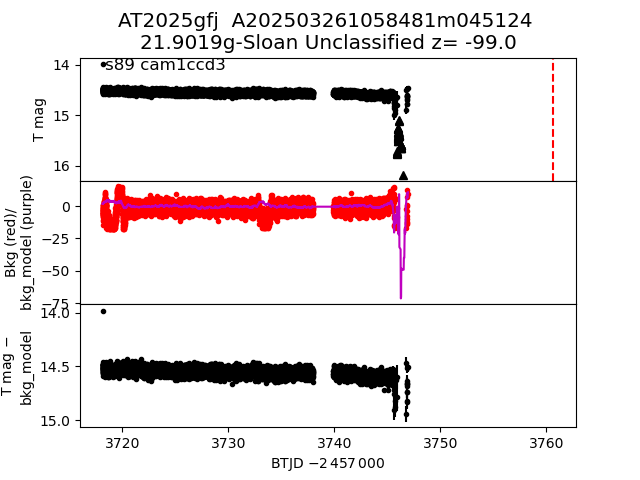 AT2025gfj  A202503261058481m045124
21.9019g-Sloan Unclassified z= -99.0
s89 cam1ccd3
14
15
16
T mag
0
−25
−50
−75
Bkg (red)/
bkg_model (purple)
14.0
14.5
15.0
T mag −
bkg_model
3720
3730
3740
3750
3760
BTJD −2 457 000